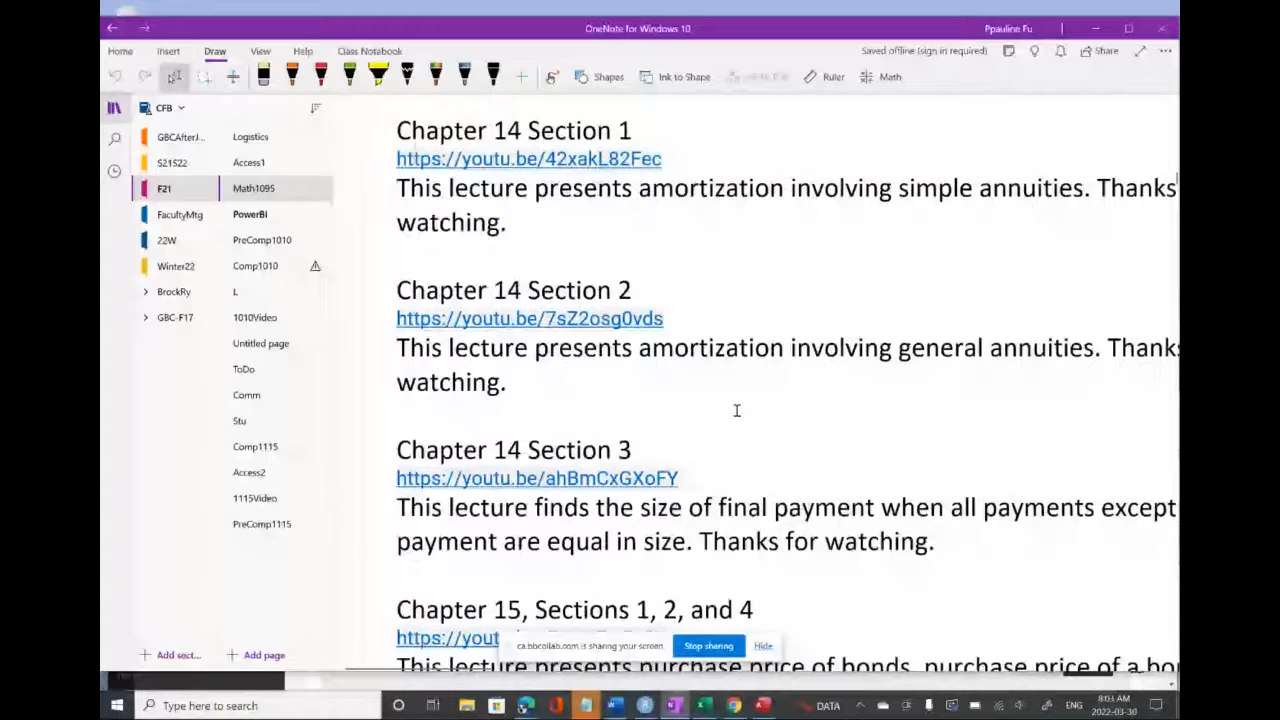 OneNote for Windows 10
Ppauline Fu
Home Insert Draw View Help Class Notebook
Saved offline (sign in required)
Share
Shapes Ink to Shape Ruler Math
CFB
GBCAfterJ... Logistics
S21S22 Access1
F21 Math1095
FacultyMtg PowerBI
22W PreComp1010
Winter22 Comp1010
BrockRy L
GBC-F17 1010Video
Untitled page
ToDo
Comm
Stu
Comp1115
Access2
1115Video
PreComp1115
Add sect... Add page
Chapter 14 Section 1
https://youtu.be/42xakL82Fec
This lecture presents amortization involving simple annuities. Thanks
watching.
Chapter 14 Section 2
https://youtu.be/7sZ2osg0vds
This lecture presents amortization involving general annuities. Thanks
watching.
Chapter 14 Section 3
https://youtu.be/ahBmCxGXoFY
This lecture finds the size of final payment when all payments except
payment are equal in size. Thanks for watching.
Chapter 15, Sections 1, 2, and 4
https://yout
ca.bbcollab.com is sharing your screen. Stop sharing Hide
This lecture presents purchase price of bonds, purchase price of a bo
Type here to search
DATA
ENG
8:03 AM
2022-03-30